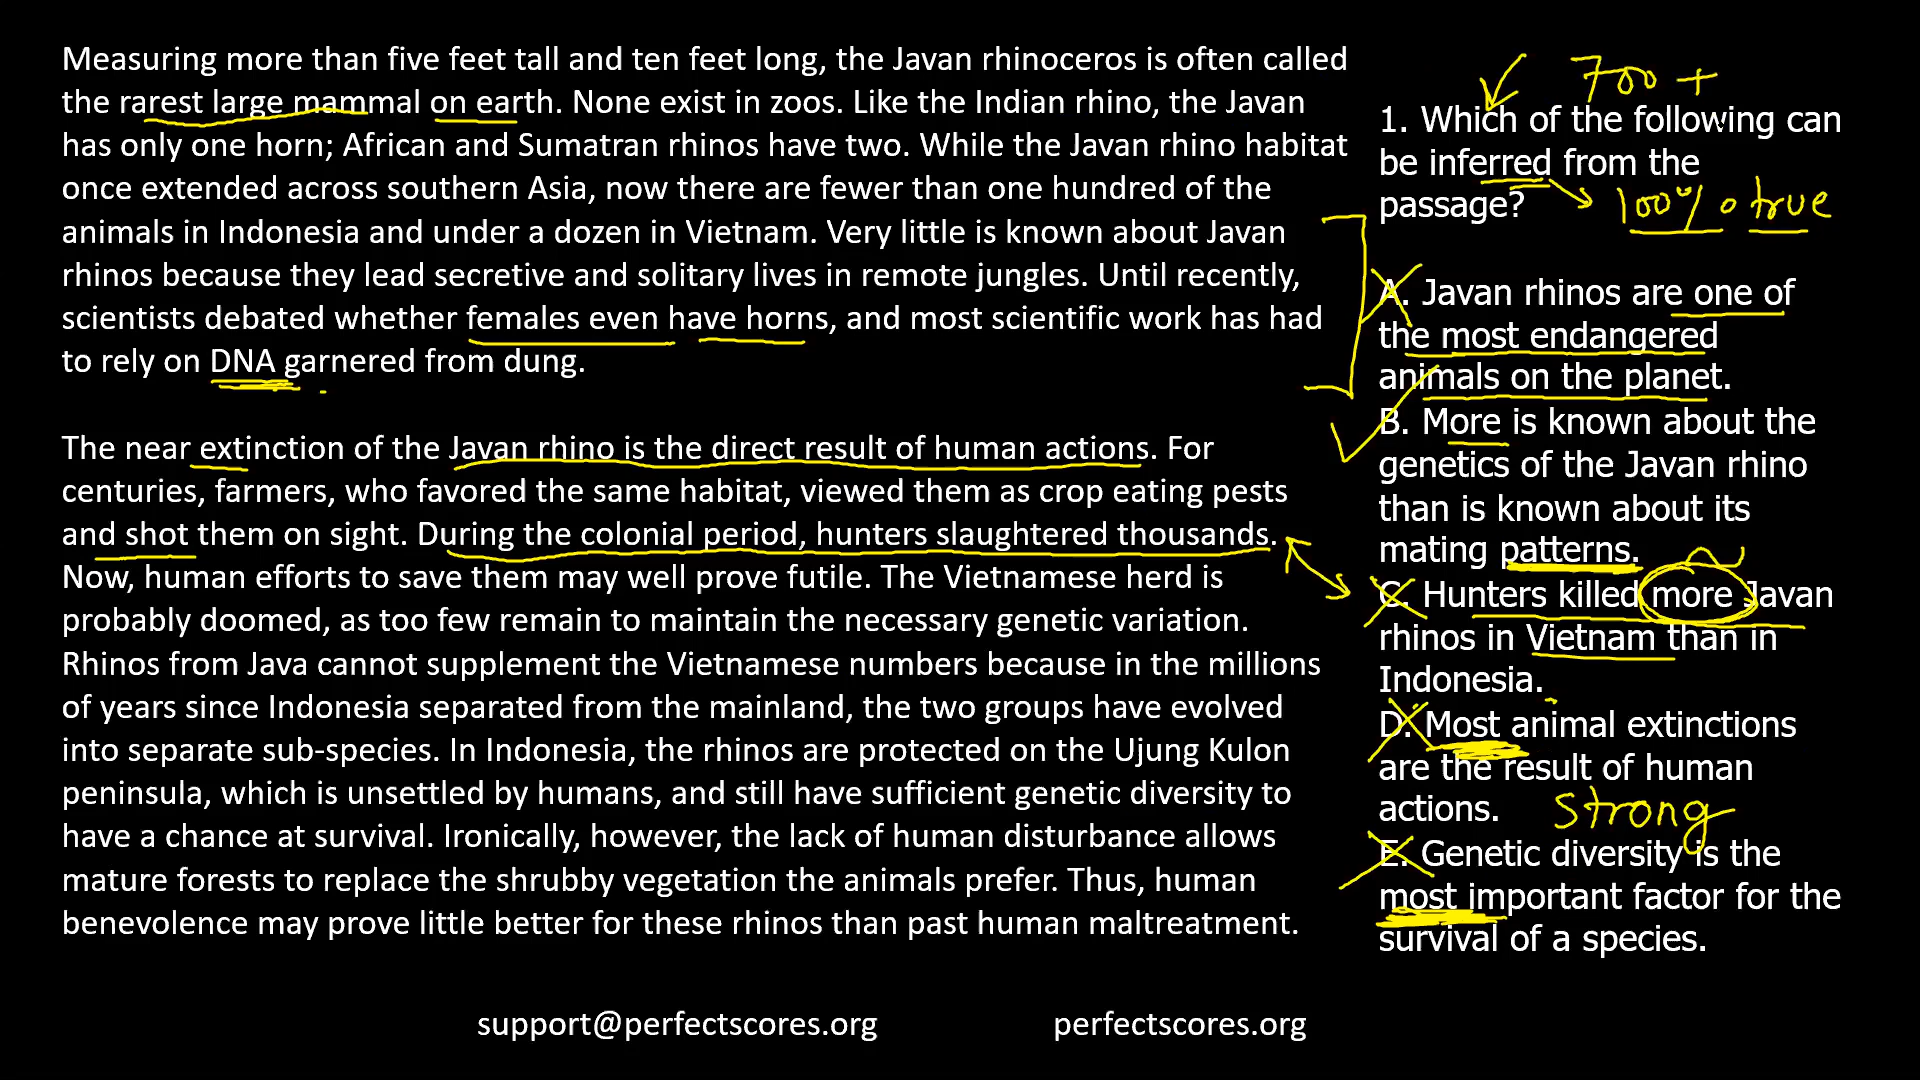 Measuring more than five feet tall and ten feet long, the Javan rhinoceros is often called
the rarest large mammal on earth. None exist in zoos. Like the Indian rhino, the Javan
has only one horn; African and Sumatran rhinos have two. While the Javan rhino habitat
once extended across southern Asia, now there are fewer than one hundred of the
animals in Indonesia and under a dozen in Vietnam. Very little is known about Javan
rhinos because they lead secretive and solitary lives in remote jungles. Until recently,
scientists debated whether females even have horns, and most scientific work has had
to rely on DNA garnered from dung.
The near extinction of the Javan rhino is the direct result of human actions. For
centuries, farmers, who favored the same habitat, viewed them as crop eating pests
and shot them on sight. During the colonial period, hunters slaughtered thousands.
Now, human efforts to save them may well prove futile. The Vietnamese herd is
probably doomed, as too few remain to maintain the necessary genetic variation.
Rhinos from Java cannot supplement the Vietnamese numbers because in the millions
of years since Indonesia separated from the mainland, the two groups have evolved
into separate sub-species. In Indonesia, the rhinos are protected on the Ujung Kulon
peninsula, which is unsettled by humans, and still have sufficient genetic diversity to
have a chance at survival. Ironically, however, the lack of human disturbance allows
mature forests to replace the shrubby vegetation the animals prefer. Thus, human
benevolence may prove little better for these rhinos than past human maltreatment.
700+
1. Which of the following can
be inferred from the
passage?
100% true
A. Javan rhinos are one of
the most endangered
animals on the planet.
B. More is known about the
genetics of the Javan rhino
than is known about its
mating patterns.
C. Hunters killed more Javan
rhinos in Vietnam than in
Indonesia.
D. Most animal extinctions
are the result of human
actions.
strong
E. Genetic diversity is the
most important factor for the
survival of a species.
support@perfectscores.org
perfectscores.org